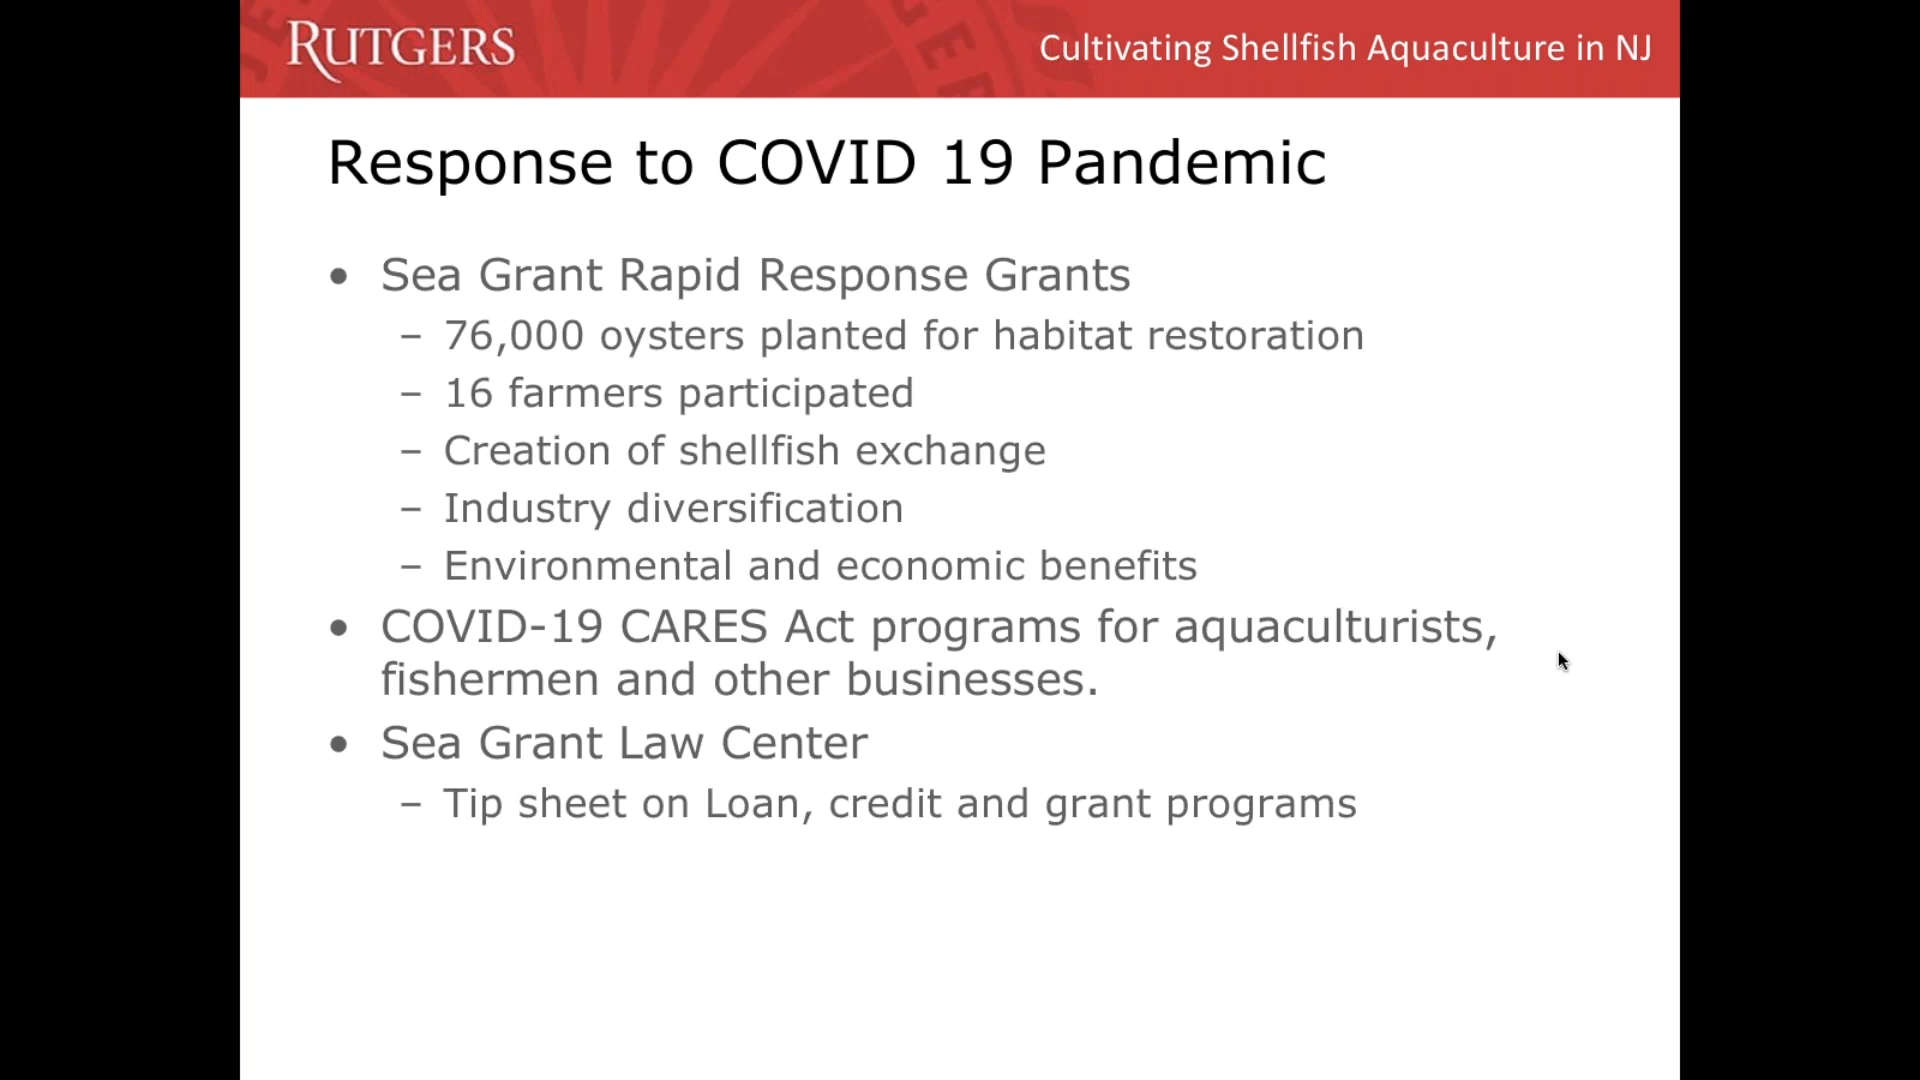 RUTGERS
Cultivating Shellfish Aquaculture in NJ
Response to COVID 19 Pandemic
• Sea Grant Rapid Response Grants
– 76,000 oysters planted for habitat restoration
– 16 farmers participated
– Creation of shellfish exchange
– Industry diversification
– Environmental and economic benefits
• COVID-19 CARES Act programs for aquaculturists,
fishermen and other businesses.
• Sea Grant Law Center
– Tip sheet on Loan, credit and grant programs